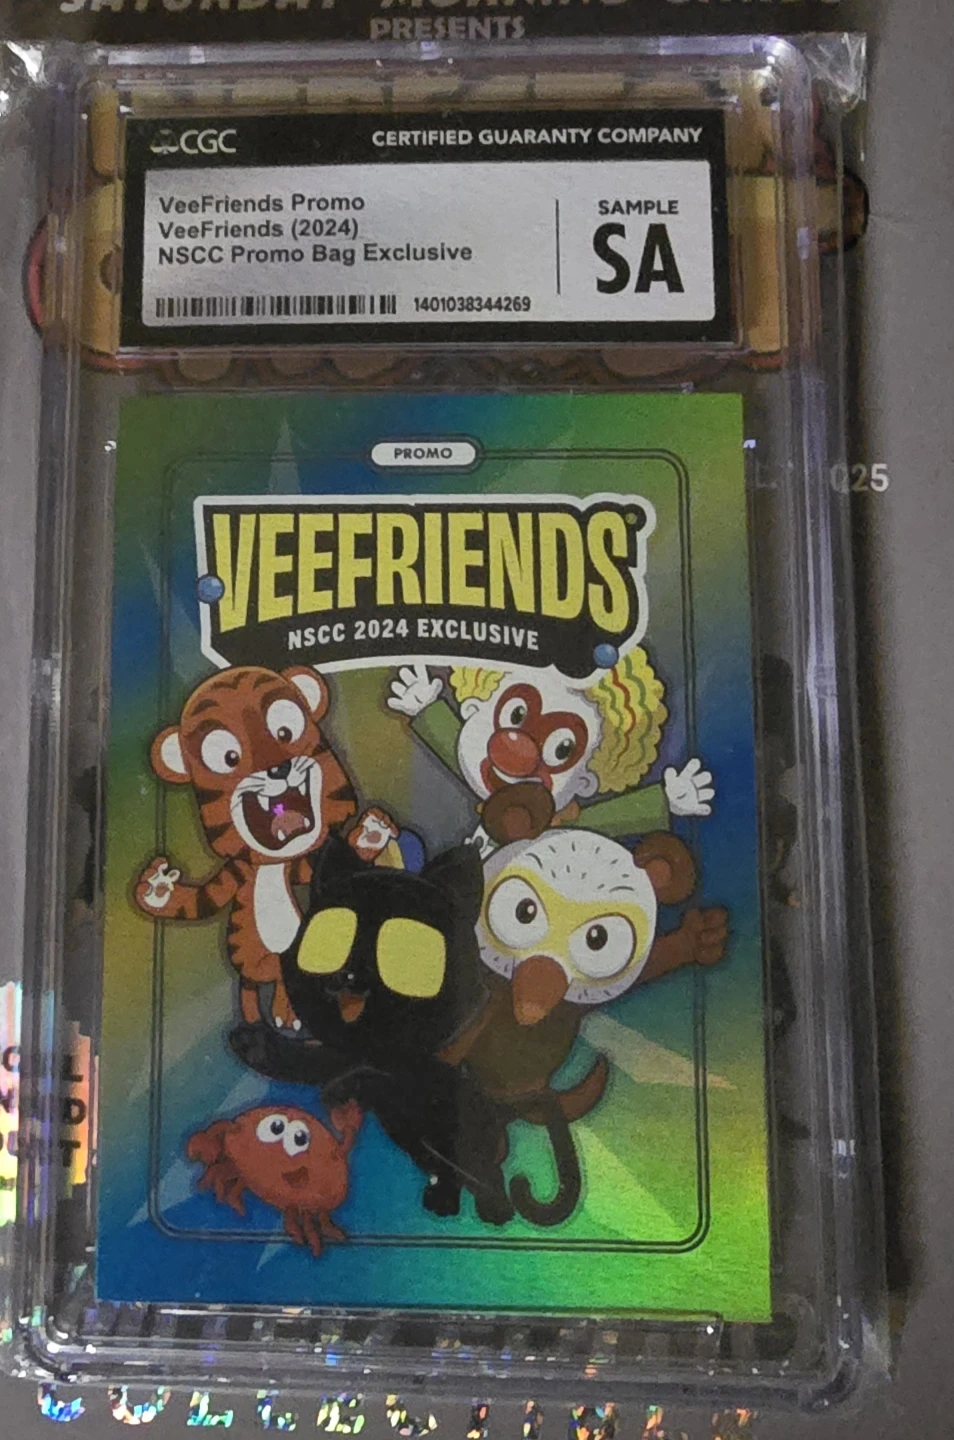 PRESENTS
CGC
CERTIFIED GUARANTY COMPANY
VeeFriends Promo
VeeFriends (2024)
NSCC Promo Bag Exclusive
SAMPLE
SA
1401038344269
PROMO
VEEFRIENDS
NSCC 2024 EXCLUSIVE